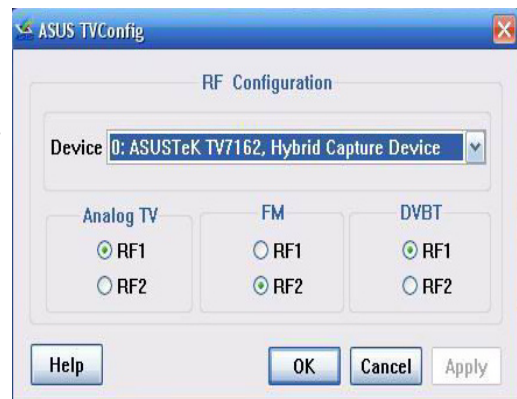 ASUS TVConfig
RF Configuration
Device 0: ASUSTeK TV7162, Hybrid Capture Device
Analog TV FM DVBT
RF1 RF1 RF1
RF2 RF2 RF2
Help OK Cancel Apply